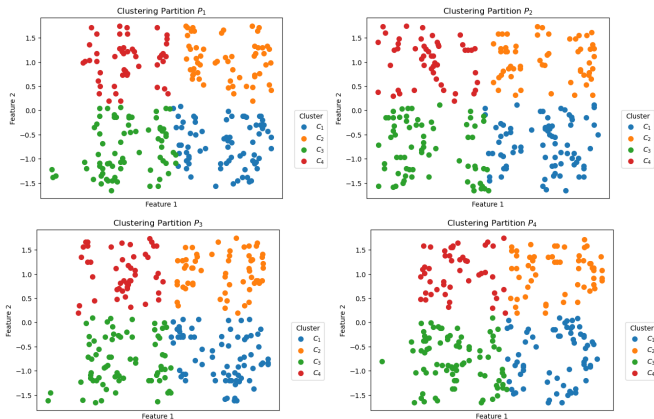 Clustering Partition P₁
Feature 2
1.5
1.0
0.5
0.0
−0.5
−1.0
−1.5
Feature 1
Cluster
C₁
C₂
C₃
C₄
Clustering Partition P₂
Feature 2
1.5
1.0
0.5
0.0
−0.5
−1.0
−1.5
Feature 1
Cluster
C₁
C₂
C₃
C₄
Clustering Partition P₃
Feature 2
1.5
1.0
0.5
0.0
−0.5
−1.0
−1.5
Feature 1
Cluster
C₁
C₂
C₃
C₄
Clustering Partition P₄
Feature 2
1.5
1.0
0.5
0.0
−0.5
−1.0
−1.5
Feature 1
Cluster
C₁
C₂
C₃
C₄